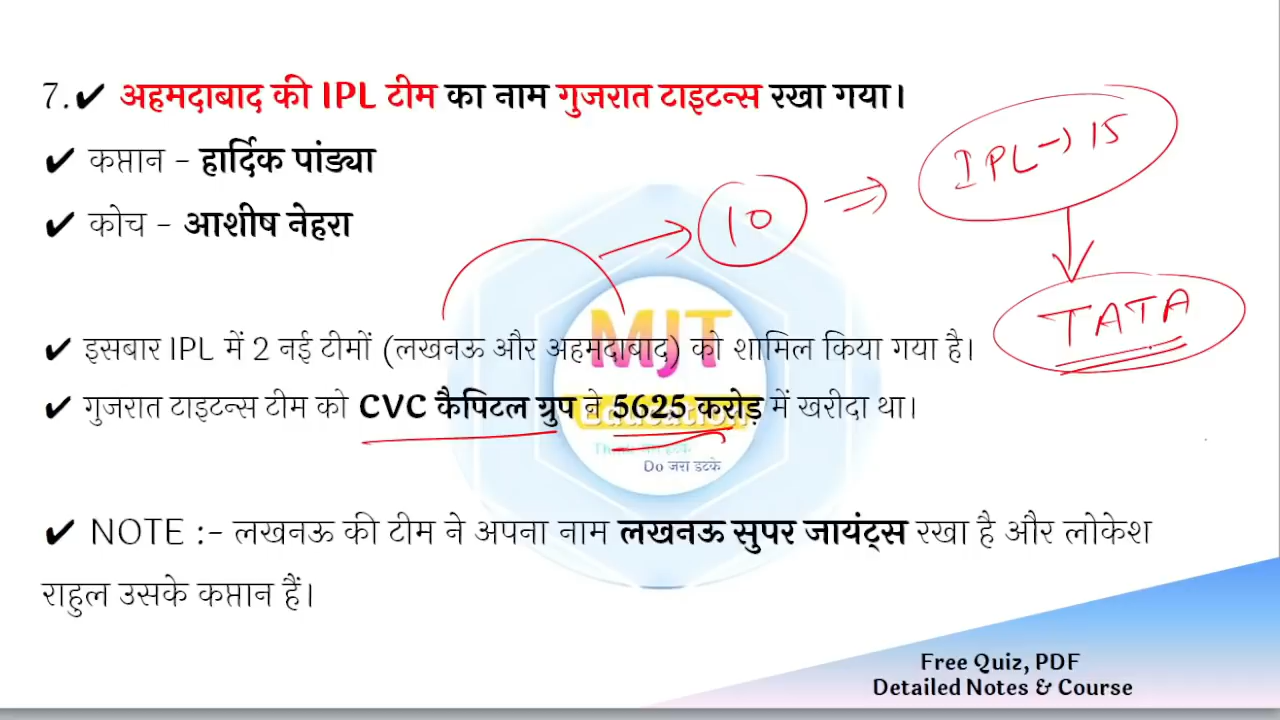 7.✔ अहमदाबाद की IPL टीम का नाम गुजरात टाइटन्स रखा गया।
✔ कप्तान - हार्दिक पांड्या
✔ कोच - आशीष नेहरा
10 ⇒ IPL → 15
TATA
✔ इसबार IPL में 2 नई टीमों (लखनऊ और अहमदाबाद) को शामिल किया गया है।
✔ गुजरात टाइटन्स टीम को CVC कैपिटल ग्रुप ने 5625 करोड़ में खरीदा था।
MJT
Education
Do जरा डटके
✔ NOTE :- लखनऊ की टीम ने अपना नाम लखनऊ सुपर जायंट्स रखा है और लोकेश
राहुल उसके कप्तान हैं।
Free Quiz, PDF
Detailed Notes & Course